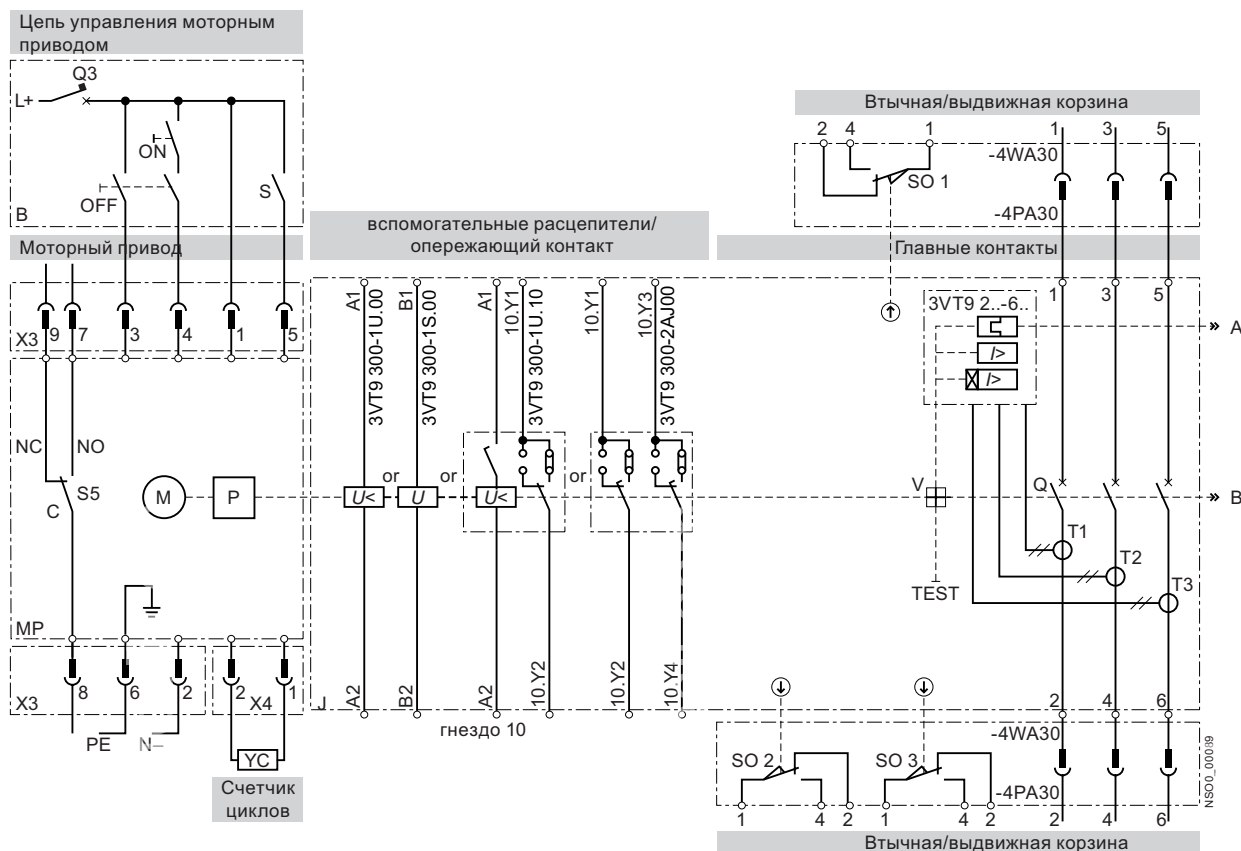 Цепь управления моторным
приводом
Q3
L+
ON
OFF
S
B
Моторный привод
X3
9
7
3
4
1
5
NC
NO
S5
C
M
P
MP
X3
8
6
2
2
X4
1
PE
N–
YC
Счетчик
циклов
вспомогательные расцепители/
опережающий контакт
A1
3VT9 300-1U.00
B1
3VT9 300-1S.00
A1
10.Y1
3VT9 300-1U.10
10.Y1
10.Y3
3VT9 300-2AJ00
U<
or
U
or
U<
or
A2
B2
A2
10.Y2
10.Y2
10.Y4
J
гнездо 10
Втычная/выдвижная корзина
2
4
1
1
3
5
-4WA30
SO 1
-4PA30
Главные контакты
1
3
5
3VT9 2..-6..
I>
I>
A
V
Q
B
T1
T2
T3
TEST
2
4
6
-4WA30
SO 2
SO 3
-4PA30
1
4
2
1
4
2
2
4
6
NSO0_00089
Втычная/выдвижная корзина